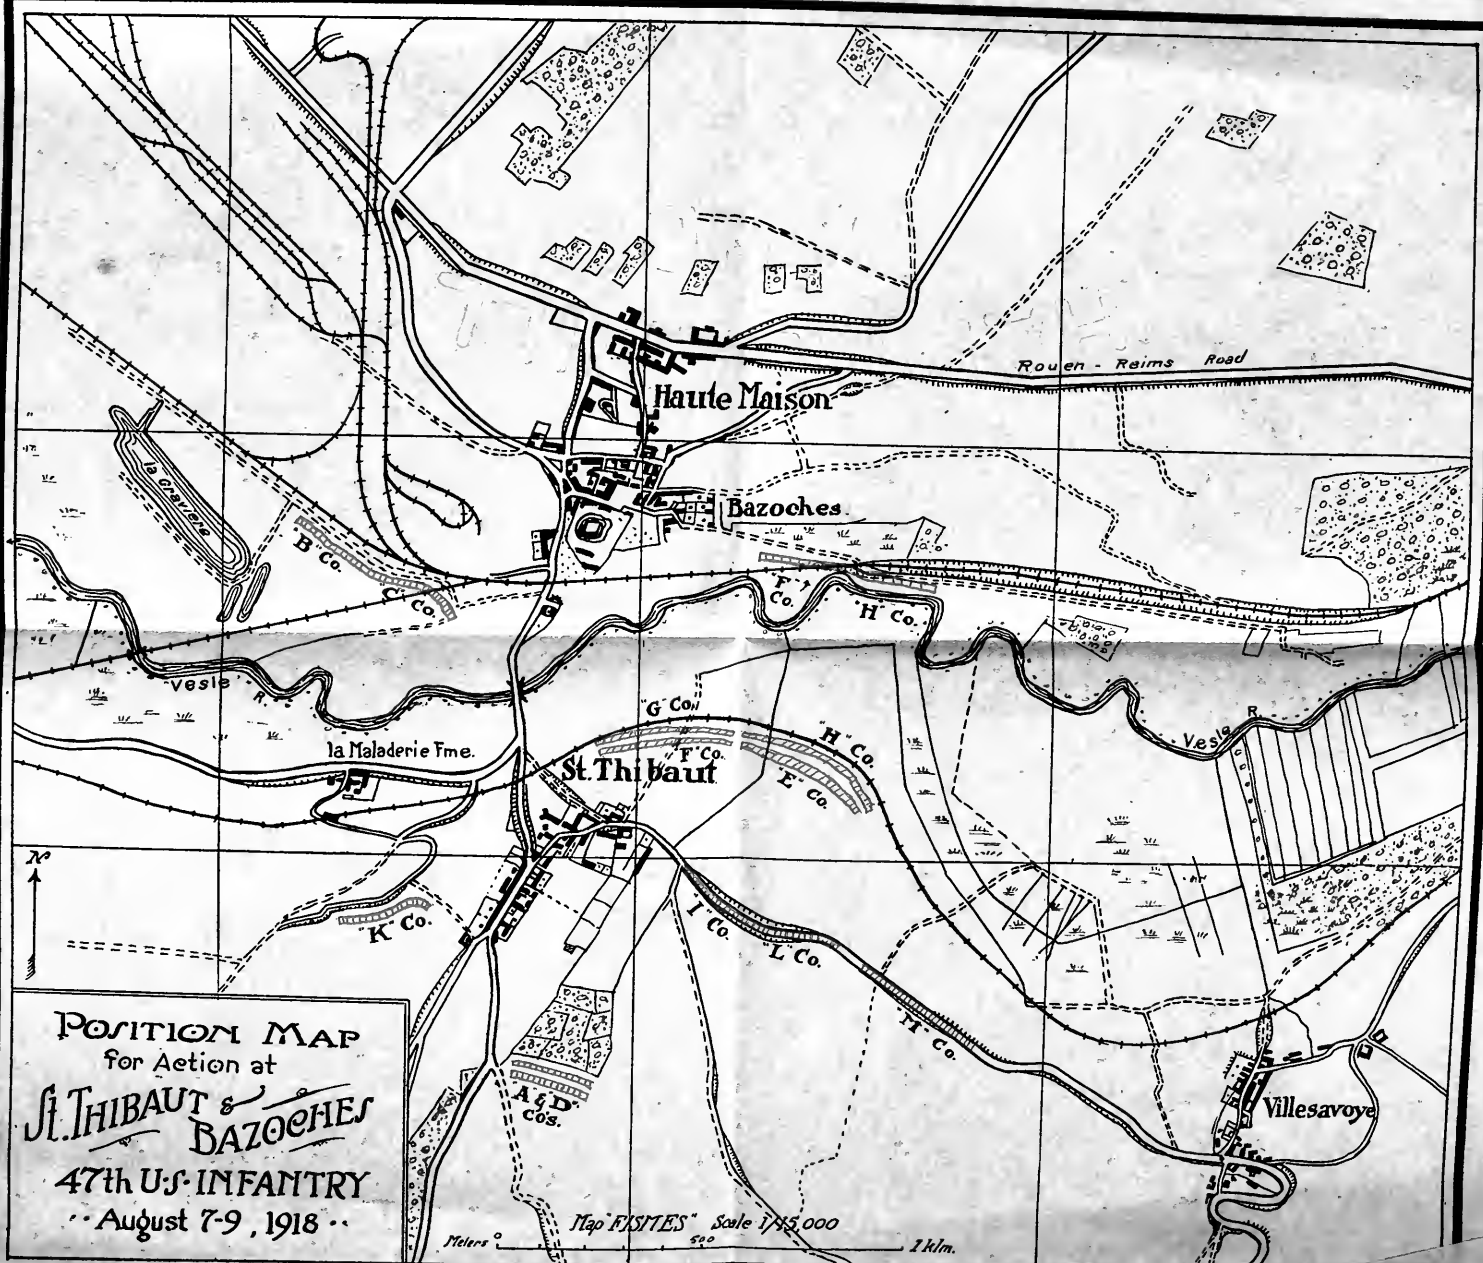 Rouen - Reims Road
Haute Maison
la Gravière
Bazoches
"B" Co.
"C" Co.
"F"
Co.
"H" Co.
Vesle R.
"G" Co.
"F" Co.
"H" Co.
"E" Co.
la Maladerie Fme.
St. Thibaut
Vesle R.
N
"K" Co.
"I" Co.
"L" Co.
"M" Co.
"A & D"
Co's.
Villesavoye
POSITION MAP
for Action at
St. THIBAUT &
BAZOCHES
47th U·S· INFANTRY
·· August 7-9, 1918 ··
Map "FISMES" Scale 1/15,000
Meters 0 500 1 klm.